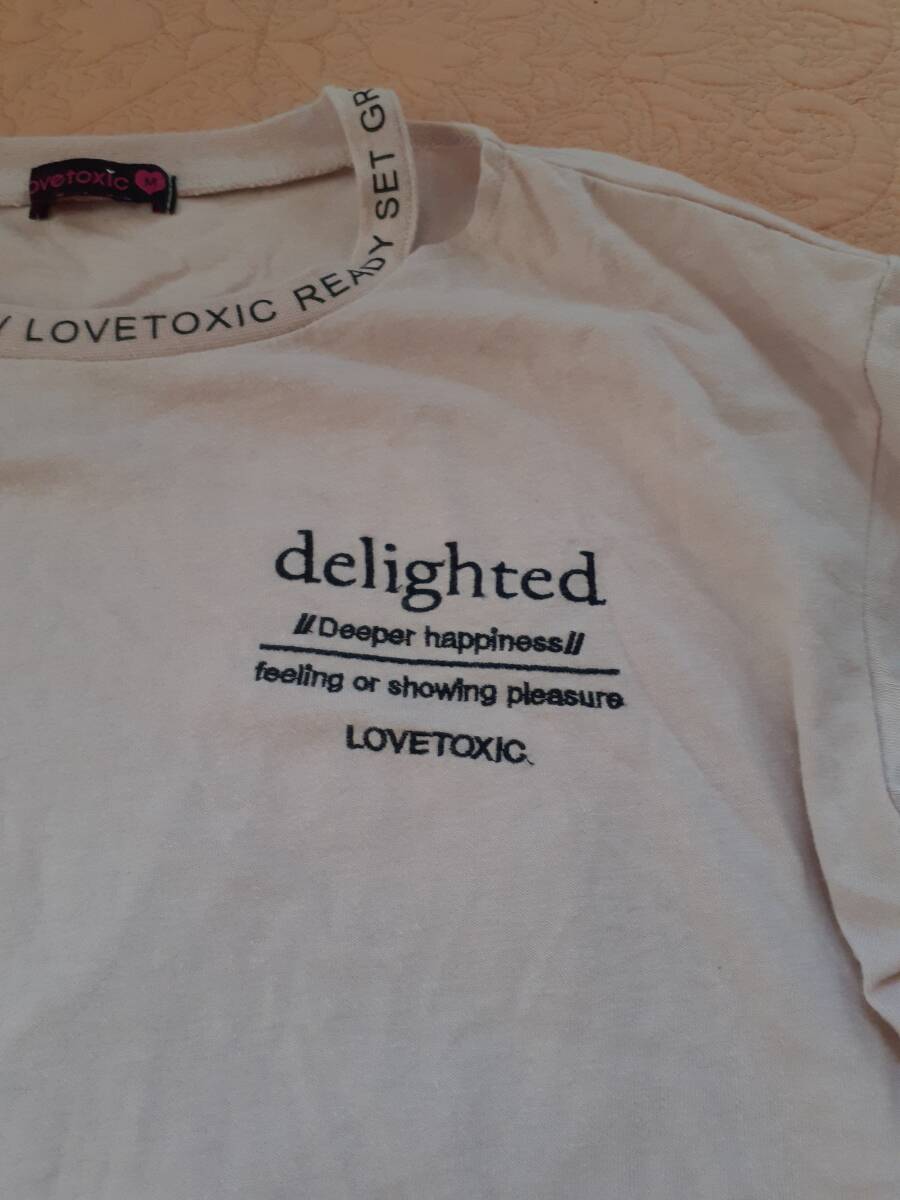 ovetoxic M
LOVETOXIC READY SET GR
delighted
//Deeper happiness//
feeling or showing pleasure
LOVETOXIC